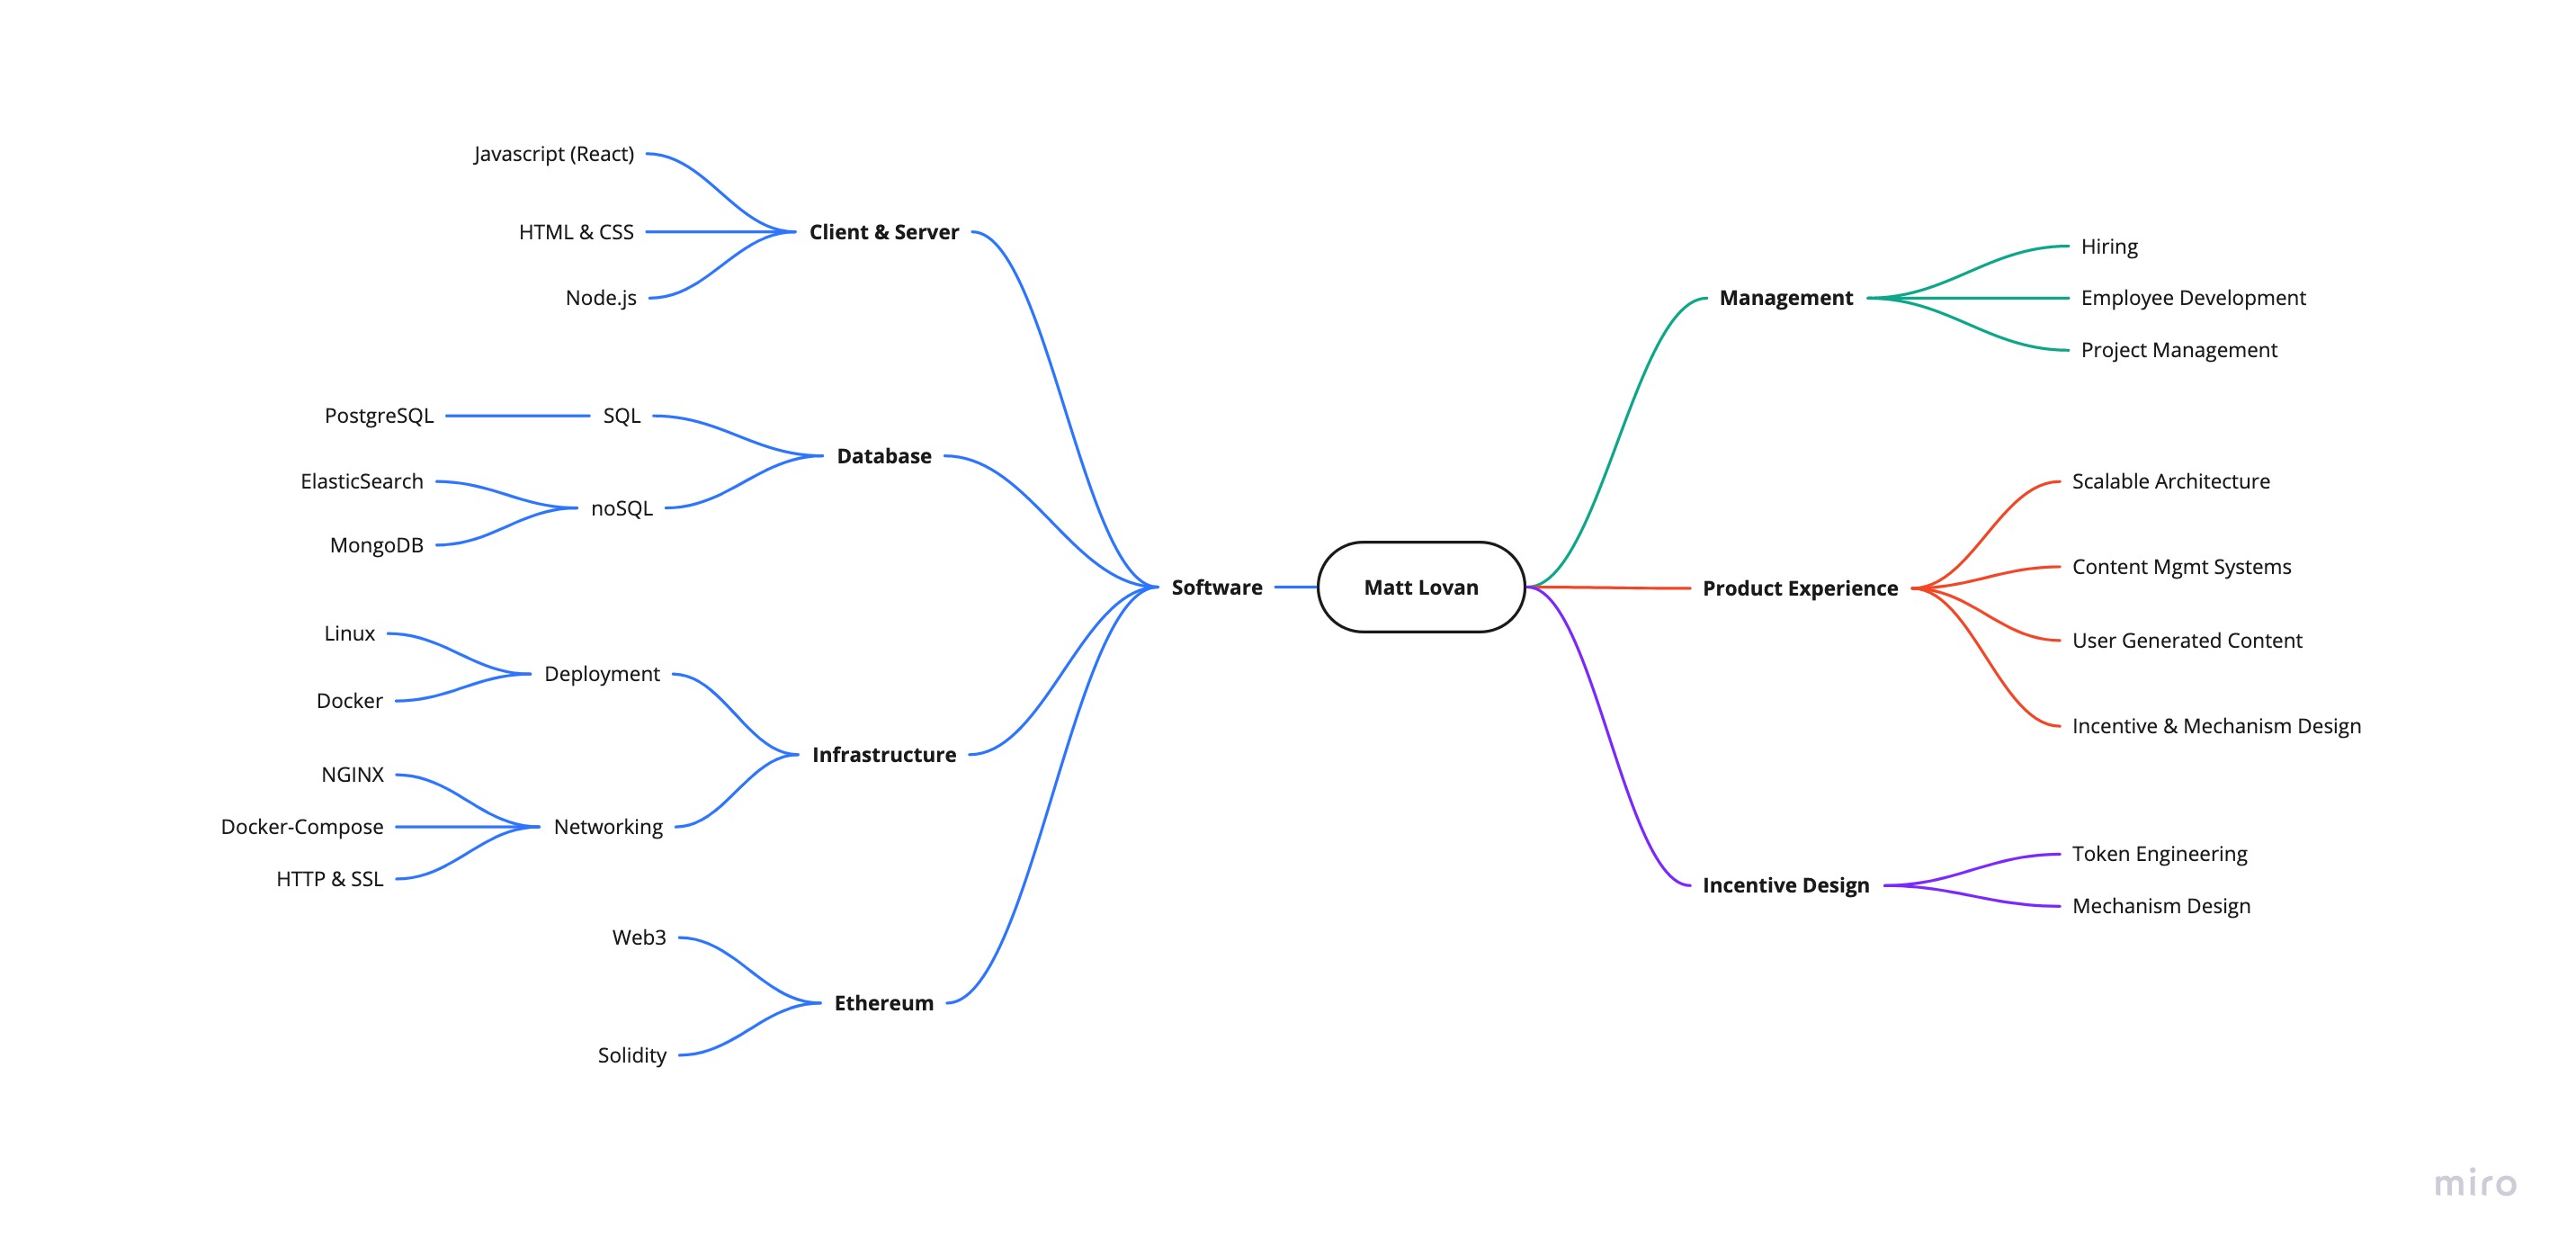 Javascript (React)
HTML & CSS
Node.js
Client & Server
PostgreSQL
SQL
ElasticSearch
MongoDB
noSQL
Database
Linux
Docker
Deployment
NGINX
Docker-Compose
HTTP & SSL
Networking
Infrastructure
Web3
Solidity
Ethereum
Software
Matt Lovan
Management
Hiring
Employee Development
Project Management
Product Experience
Scalable Architecture
Content Mgmt Systems
User Generated Content
Incentive & Mechanism Design
Incentive Design
Token Engineering
Mechanism Design
miro